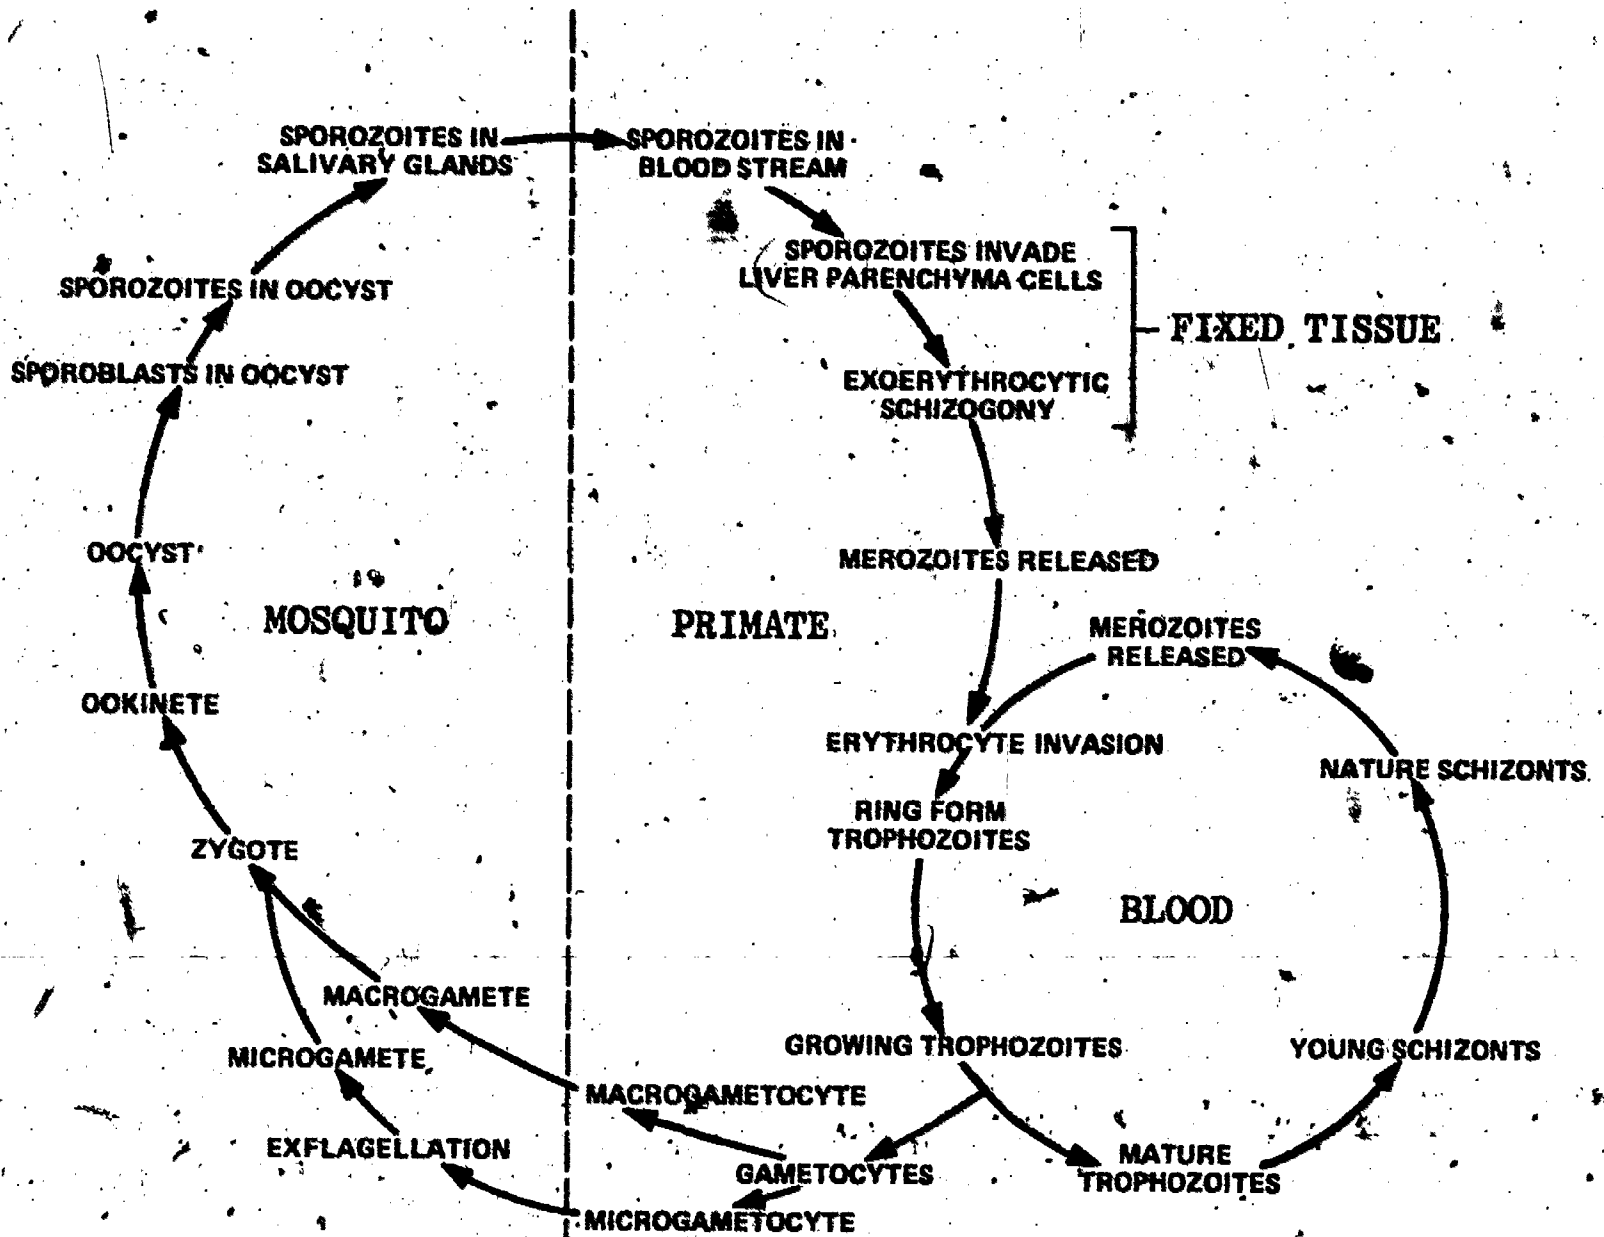 SPOROZOITES IN
SALIVARY GLANDS
SPOROZOITES IN
BLOOD STREAM
SPOROZOITES INVADE
LIVER PARENCHYMA CELLS
SPOROZOITES IN OOCYST
FIXED TISSUE
SPOROBLASTS IN OOCYST
EXOERYTHROCYTIC
SCHIZOGONY
OOCYST
MEROZOITES RELEASED
19
MOSQUITO
PRIMATE
MEROZOITES
RELEASED
OOKINETE
ERYTHROCYTE INVASION
NATURE SCHIZONTS
RING FORM
TROPHOZOITES
ZYGOTE
BLOOD
MACROGAMETE
GROWING TROPHOZOITES
YOUNG SCHIZONTS
MICROGAMETE
MACROGAMETOCYTE
EXFLAGELLATION
GAMETOCYTES
MATURE
TROPHOZOITES
MICROGAMETOCYTE